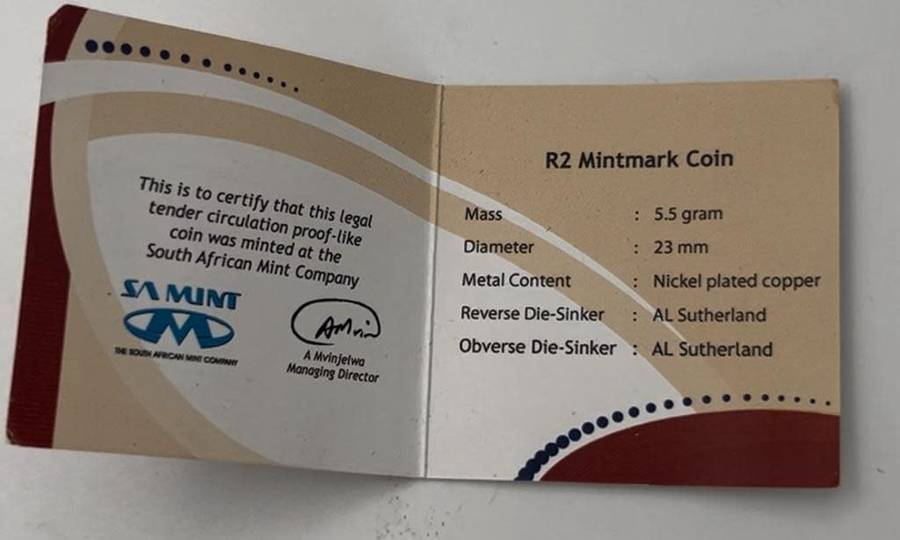 This is to certify that this legal
tender circulation proof-like
coin was minted at the
South African Mint Company
SA MINT
THE SOUTH AFRICAN MINT COMPANY
A Mvinjelwa
Managing Director
R2 Mintmark Coin
Mass : 5.5 gram
Diameter : 23 mm
Metal Content : Nickel plated copper
Reverse Die-Sinker : AL Sutherland
Obverse Die-Sinker : AL Sutherland